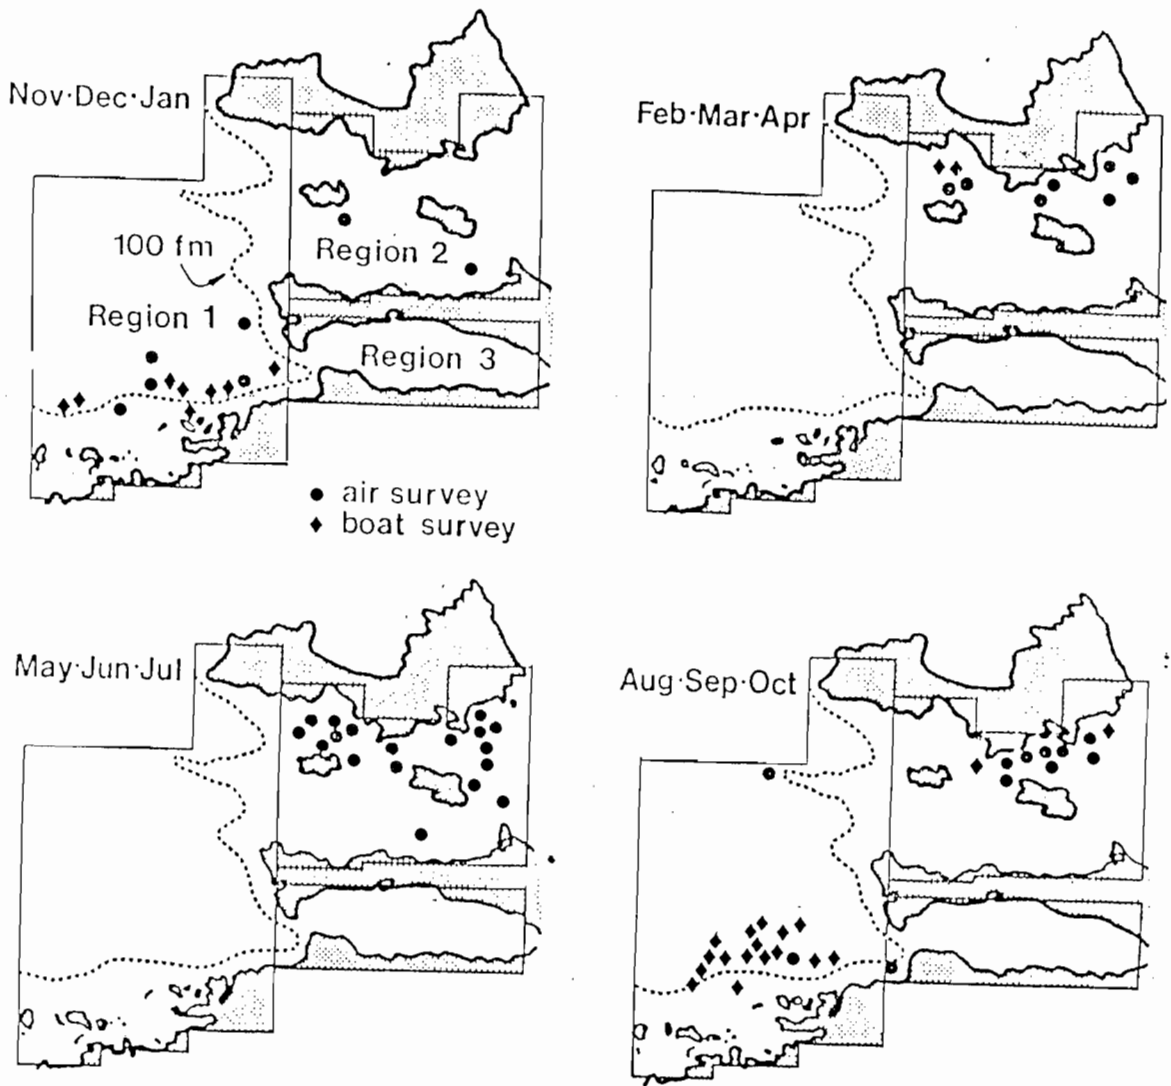 Nov·Dec·Jan
Feb·Mar·Apr
100 fm
Region 2
Region 1
Region 3
air survey
boat survey
May·Jun·Jul
Aug·Sep·Oct